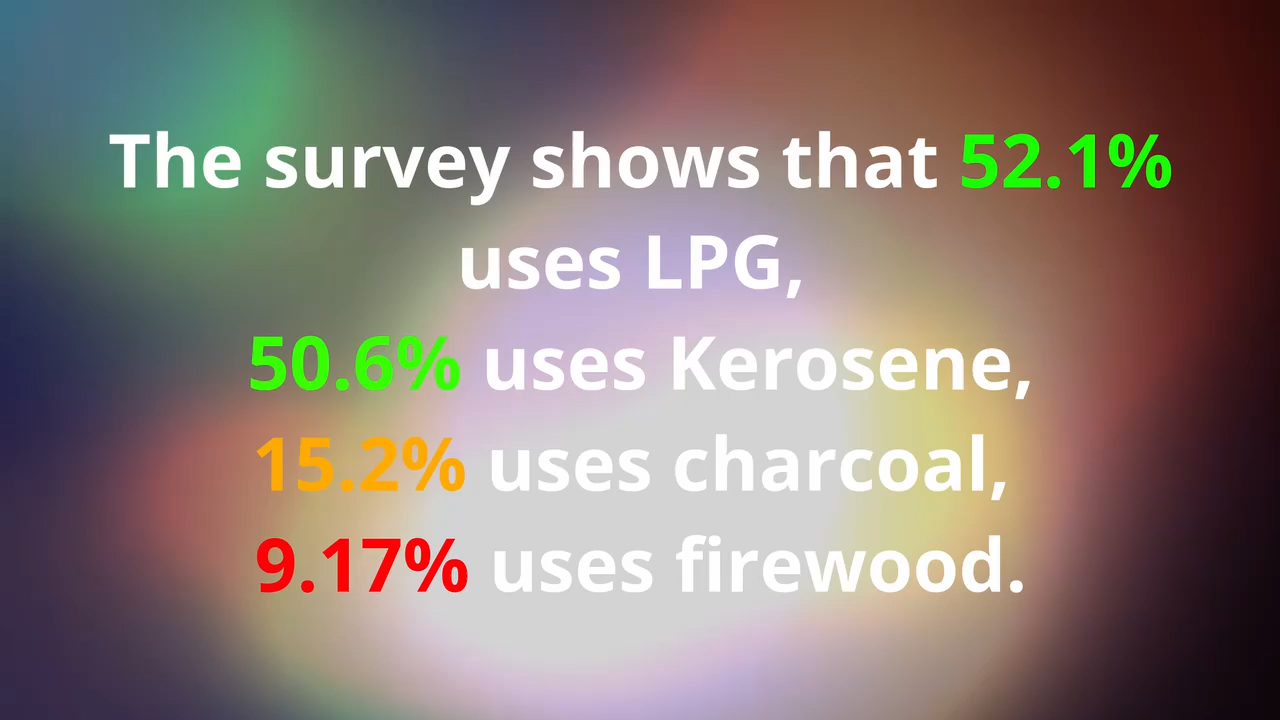 The survey shows that 52.1%
uses LPG,
50.6% uses Kerosene,
15.2% uses charcoal,
9.17% uses firewood.